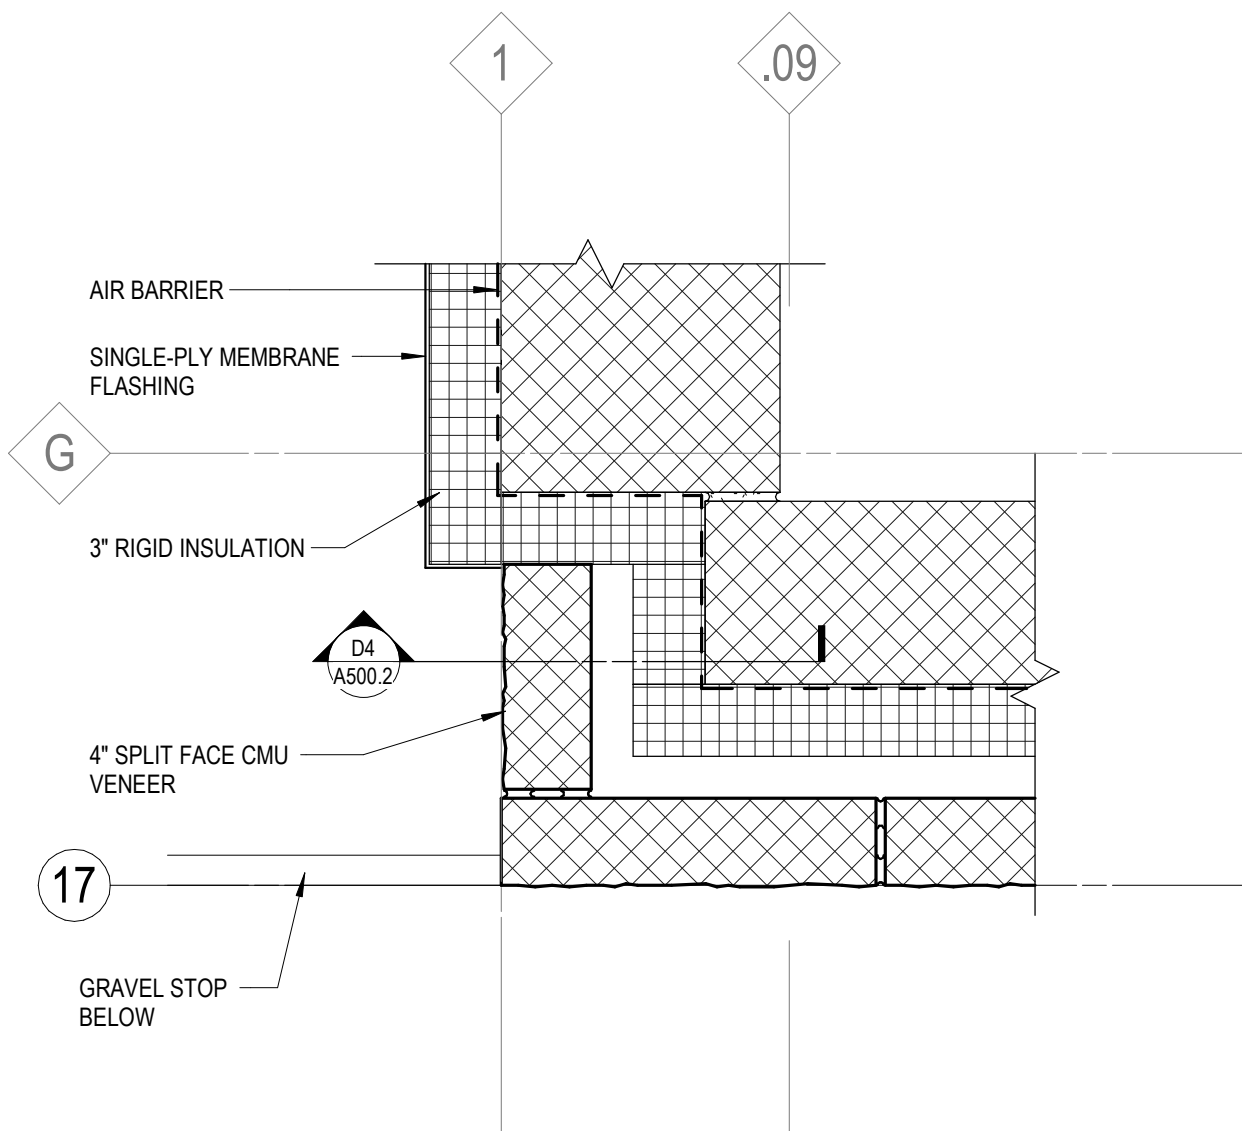 1
.09
AIR BARRIER
SINGLE-PLY MEMBRANE
FLASHING
G
3" RIGID INSULATION
D4
A500.2
4" SPLIT FACE CMU
VENEER
17
GRAVEL STOP
BELOW